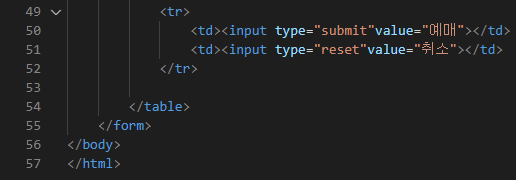 49 <tr>
50 <td><input type="submit"value="예매"></td>
51 <td><input type="reset"value="취소"></td>
52 </tr>
53
54 </table>
55 </form>
56 </body>
57 </html>